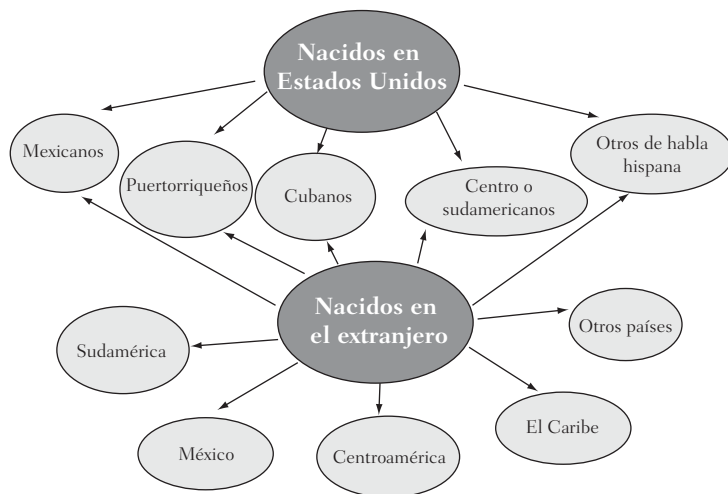 Nacidos en
Estados Unidos
Mexicanos
Puertorriqueños
Cubanos
Centro o
sudamericanos
Otros de habla
hispana
Nacidos en
el extranjero
Sudamérica
México
Centroamérica
El Caribe
Otros países